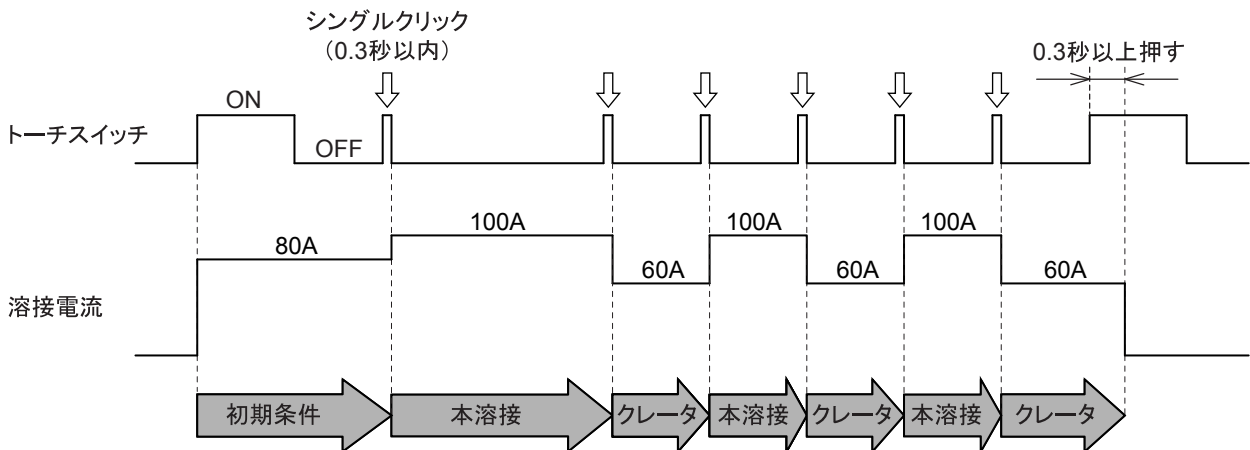 シングルクリック
（0.3秒以内）
0.3秒以上押す
ON
トーチスイッチ
OFF
100A
100A
100A
80A
60A
60A
60A
溶接電流
初期条件
本溶接
クレータ
本溶接
クレータ
本溶接
クレータ